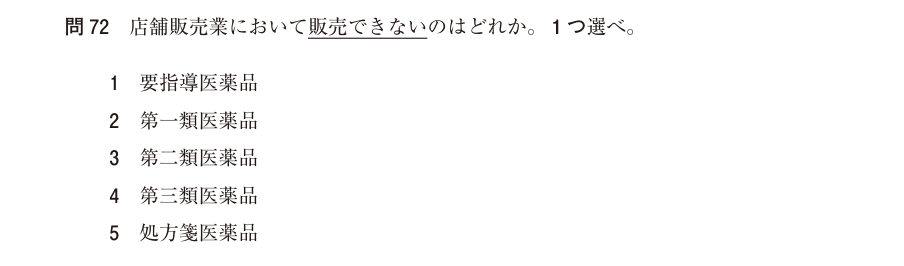 問 72 店舗販売業において販売できないのはどれか。1つ選べ。
1 要指導医薬品
2 第一類医薬品
3 第二類医薬品
4 第三類医薬品
5 処方箋医薬品